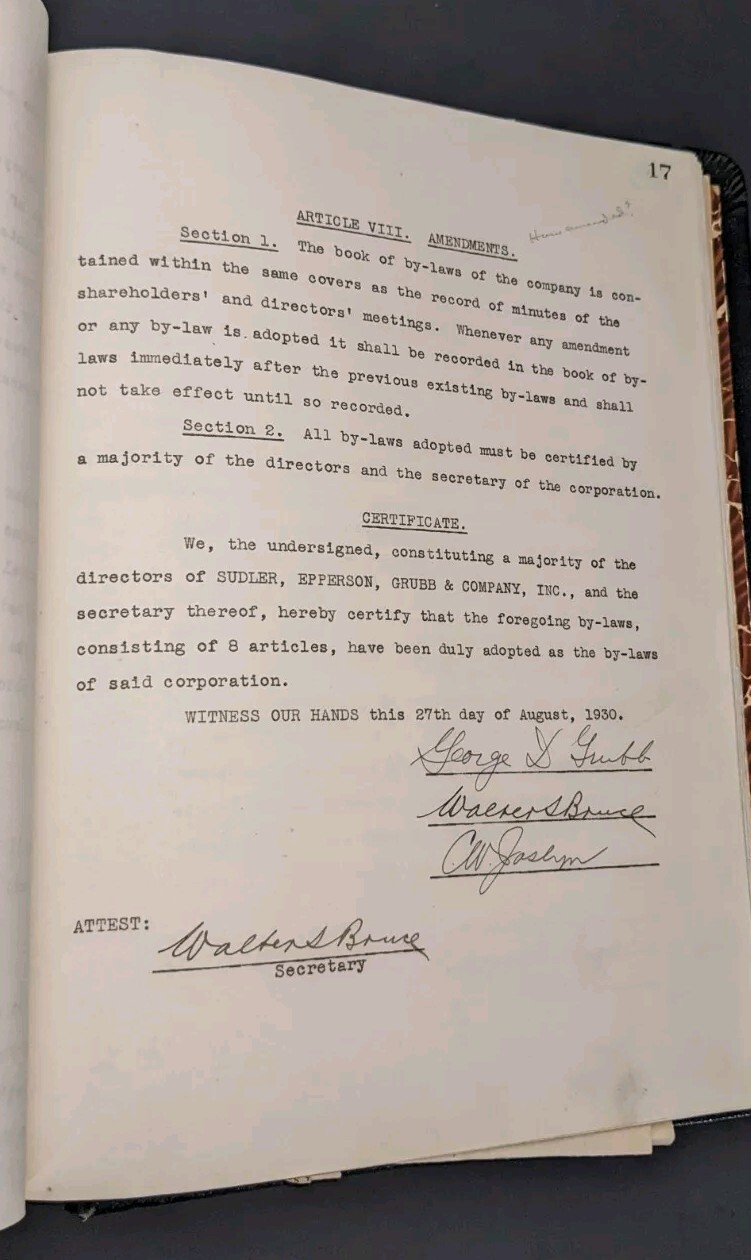 17
ARTICLE VIII. AMENDMENTS. How amended?
Section 1. The book of by-laws of the company is con-
tained within the same covers as the record of minutes of the
shareholders' and directors' meetings. Whenever any amendment
or any by-law is adopted it shall be recorded in the book of by-
laws immediately after the previous existing by-laws and shall
not take effect until so recorded.
Section 2. All by-laws adopted must be certified by
a majority of the directors and the secretary of the corporation.
CERTIFICATE.
We, the undersigned, constituting a majority of the
directors of SUDLER, EPPERSON, GRUBB & COMPANY, INC., and the
secretary thereof, hereby certify that the foregoing by-laws,
consisting of 8 articles, have been duly adopted as the by-laws
of said corporation.
WITNESS OUR HANDS this 27th day of August, 1930.
George D Grubb
Walter S Bruce
C.W. Joslyn
ATTEST:
Walter S Bruce
Secretary